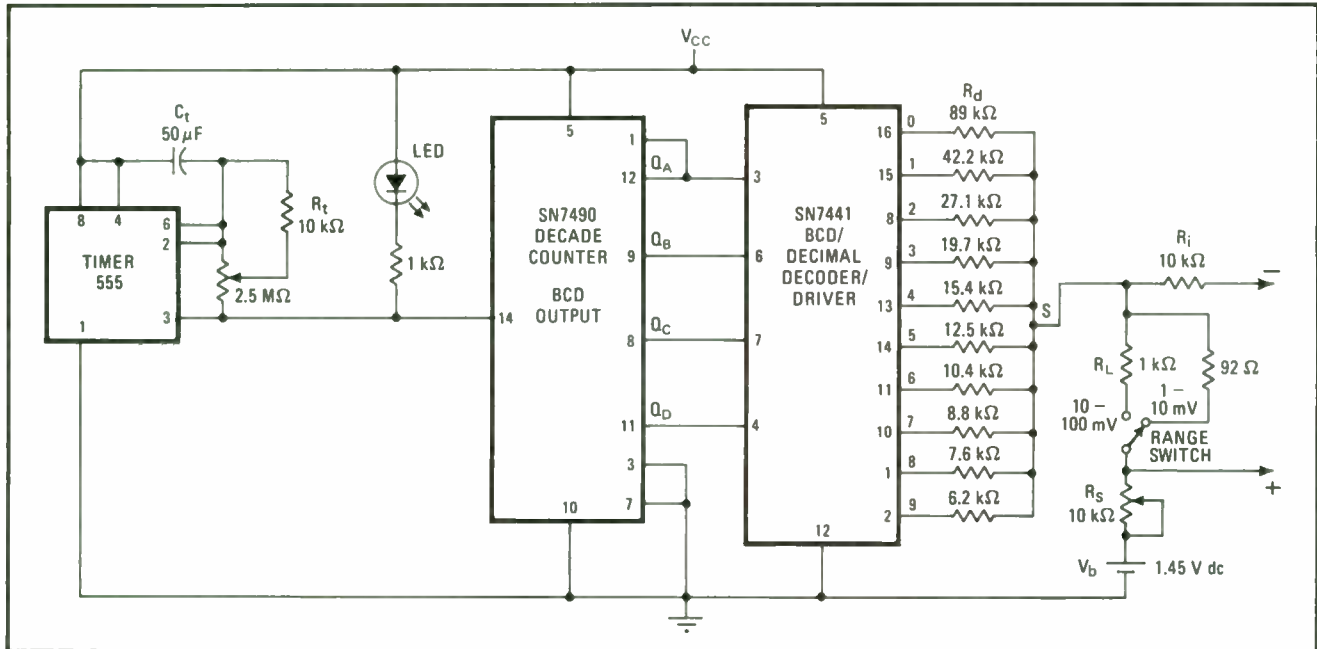 V_CC
C_t
50 µF
LED
R_t
10 kΩ
8
4
6
2
TIMER
555
2.5 MΩ
1
3
1 kΩ
5
1
Q_A
12
SN7490
DECADE
COUNTER
BCD
OUTPUT
Q_B
9
14
Q_C
8
Q_D
11
3
7
10
5
3
SN7441
BCD/
DECIMAL
DECODER/
DRIVER
6
7
4
12
R_d
16 0 89 kΩ
15 1 42.2 kΩ
8 2 27.1 kΩ
9 3 19.7 kΩ
13 4 15.4 kΩ
14 5 12.5 kΩ
11 6 10.4 kΩ
10 7 8.8 kΩ
1 8 7.6 kΩ
2 9 6.2 kΩ
S
R_i
10 kΩ
−
R_L 1 kΩ
92 Ω
10 –
100 mV
1 –
10 mV
RANGE
SWITCH
+
R_S
10 kΩ
V_b 1.45 V dc